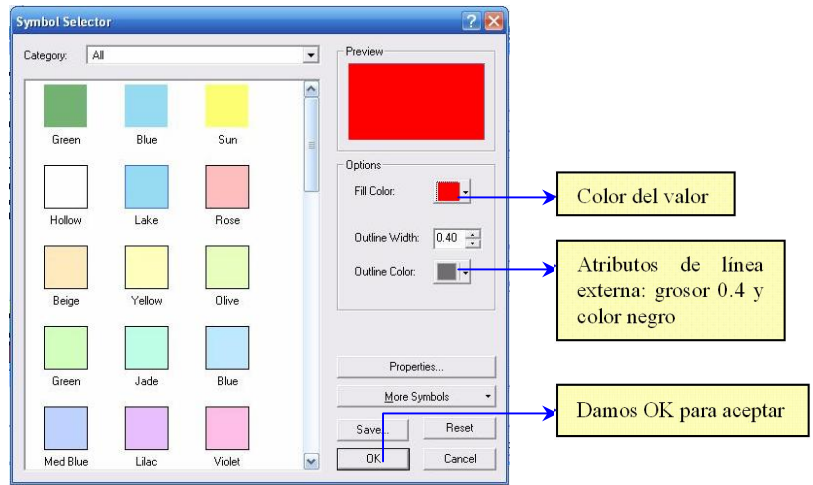 Symbol Selector
Category: All
Green Blue Sun
Hollow Lake Rose
Beige Yellow Olive
Green Jade Blue
Med Blue Lilac Violet
Preview
Options
Fill Color:
Outline Width: 0.40
Outline Color:
Properties...
More Symbols
Save... Reset
OK Cancel
Color del valor
Atributos de línea
externa: grosor 0.4 y
color negro
Damos OK para aceptar